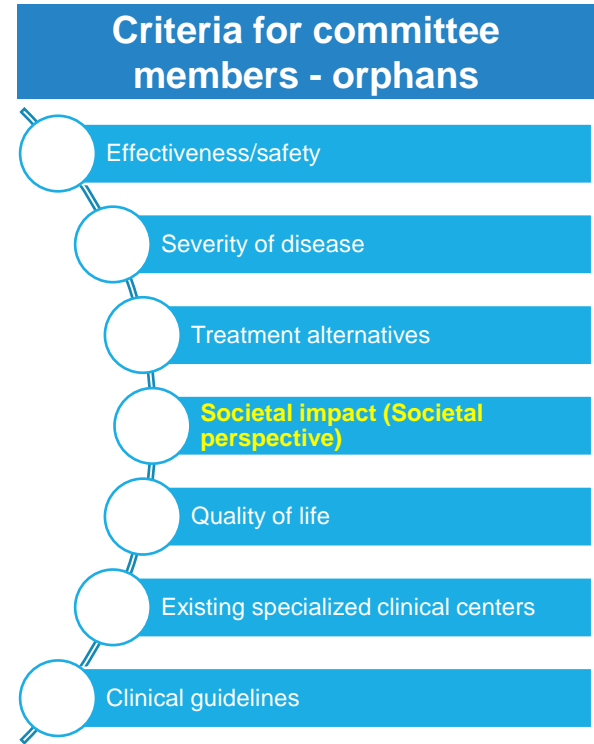 Criteria for committee
members - orphans
Effectiveness/safety
Severity of disease
Treatment alternatives
Societal impact (Societal
perspective)
Quality of life
Existing specialized clinical centers
Clinical guidelines